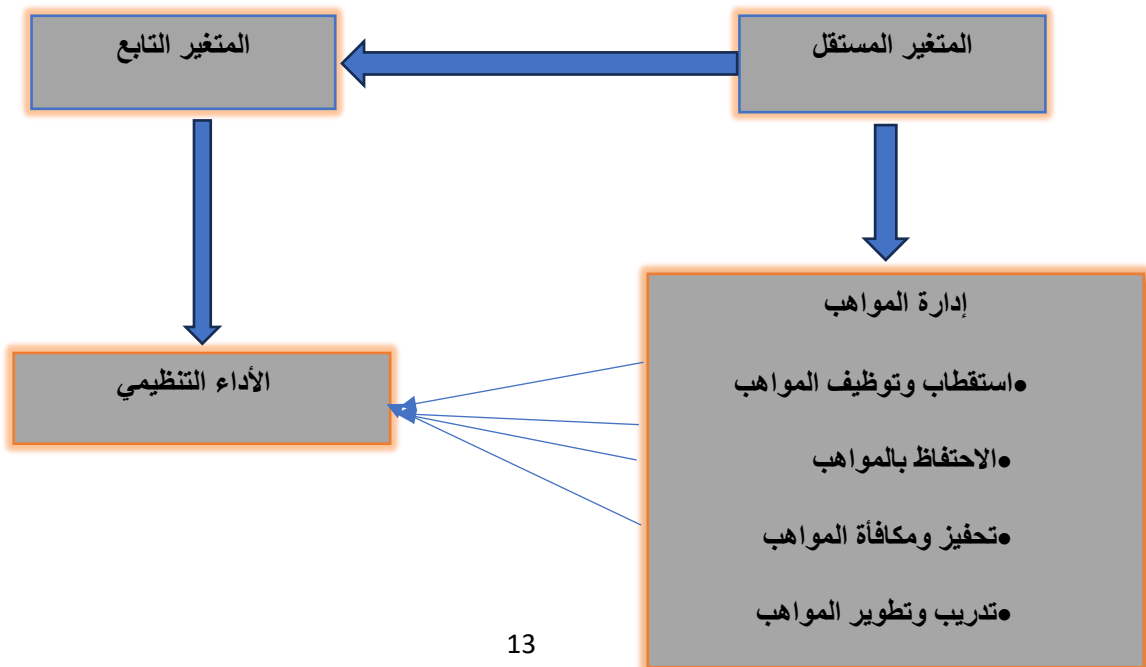 المتغير المستقل
المتغير التابع
إدارة المواهب
•استقطاب وتوظيف المواهب
•الاحتفاظ بالمواهب
•تحفيز ومكافأة المواهب
•تدريب وتطوير المواهب
الأداء التنظيمي
13